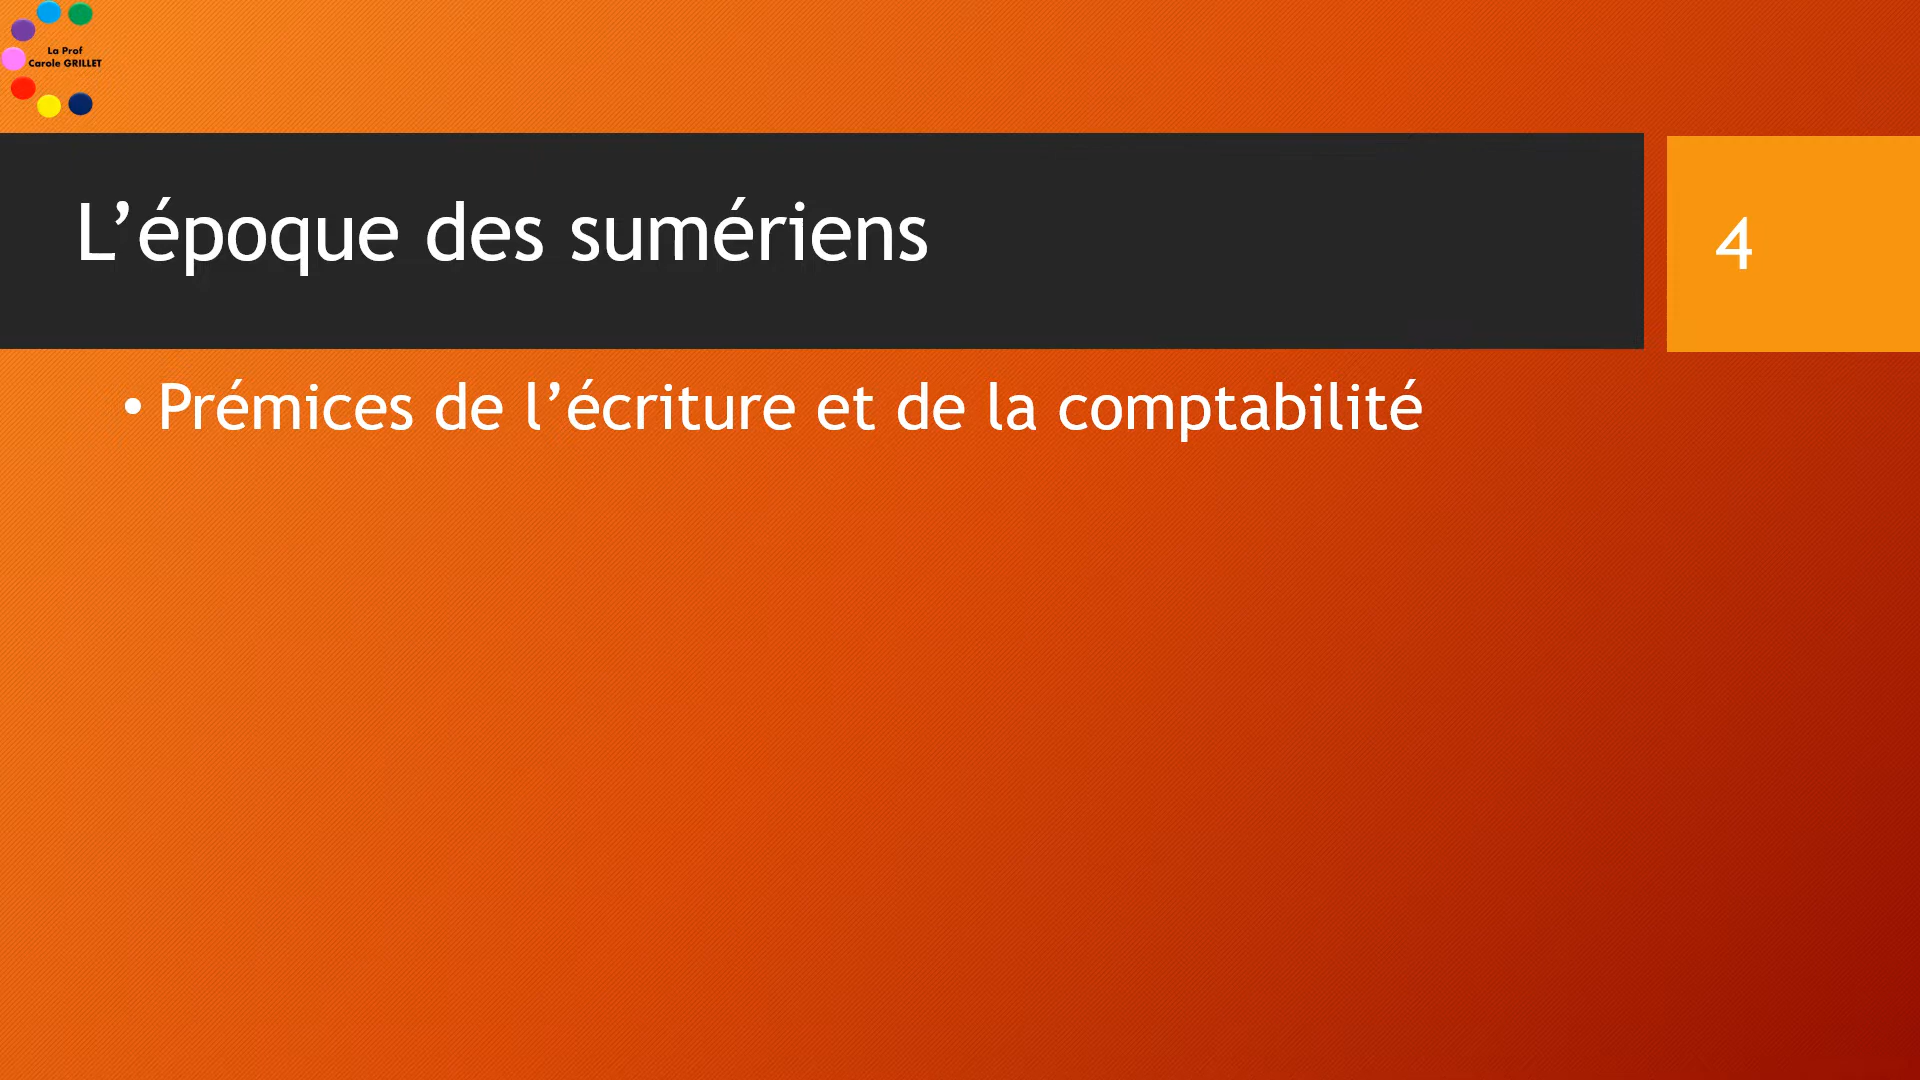 La Prof
Carole GRILLET
L’époque des sumériens
4
• Prémices de l’écriture et de la comptabilité